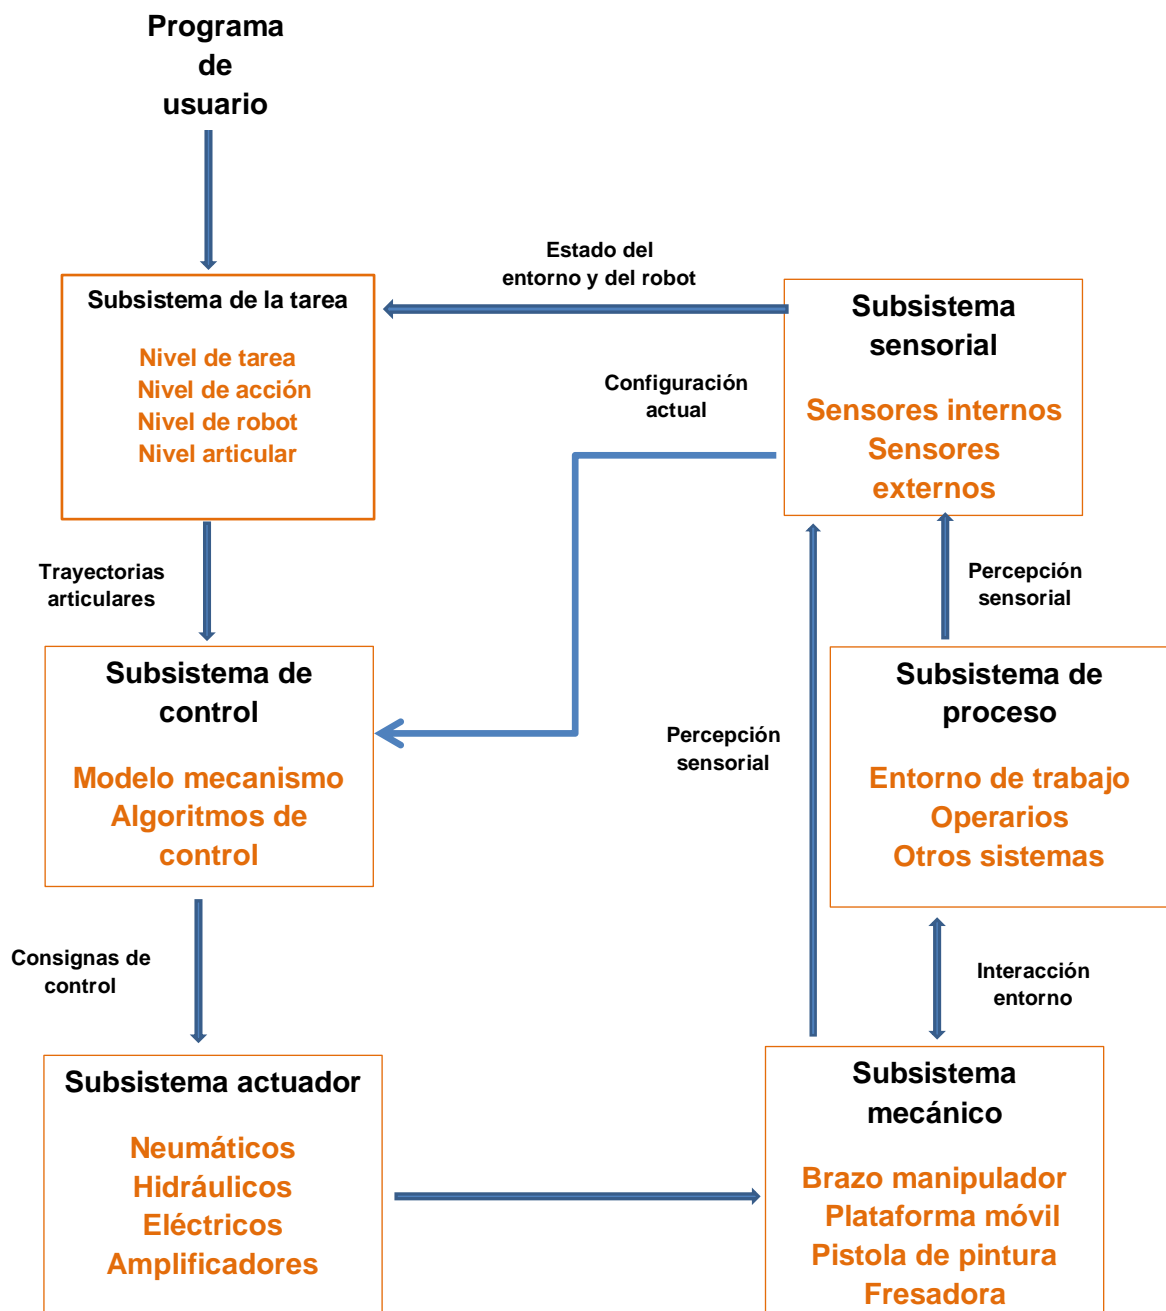 Programa
de
usuario
Estado del
entorno y del robot
Subsistema de la tarea
Nivel de tarea
Nivel de acción
Nivel de robot
Nivel articular
Subsistema
sensorial
Sensores internos
Sensores
externos
Configuración
actual
Trayectorias
articulares
Percepción
sensorial
Subsistema de
control
Modelo mecanismo
Algoritmos de
control
Percepción
sensorial
Subsistema de
proceso
Entorno de trabajo
Operarios
Otros sistemas
Consignas de
control
Interacción
entorno
Subsistema actuador
Neumáticos
Hidráulicos
Eléctricos
Amplificadores
Subsistema
mecánico
Brazo manipulador
Plataforma móvil
Pistola de pintura
Fresadora